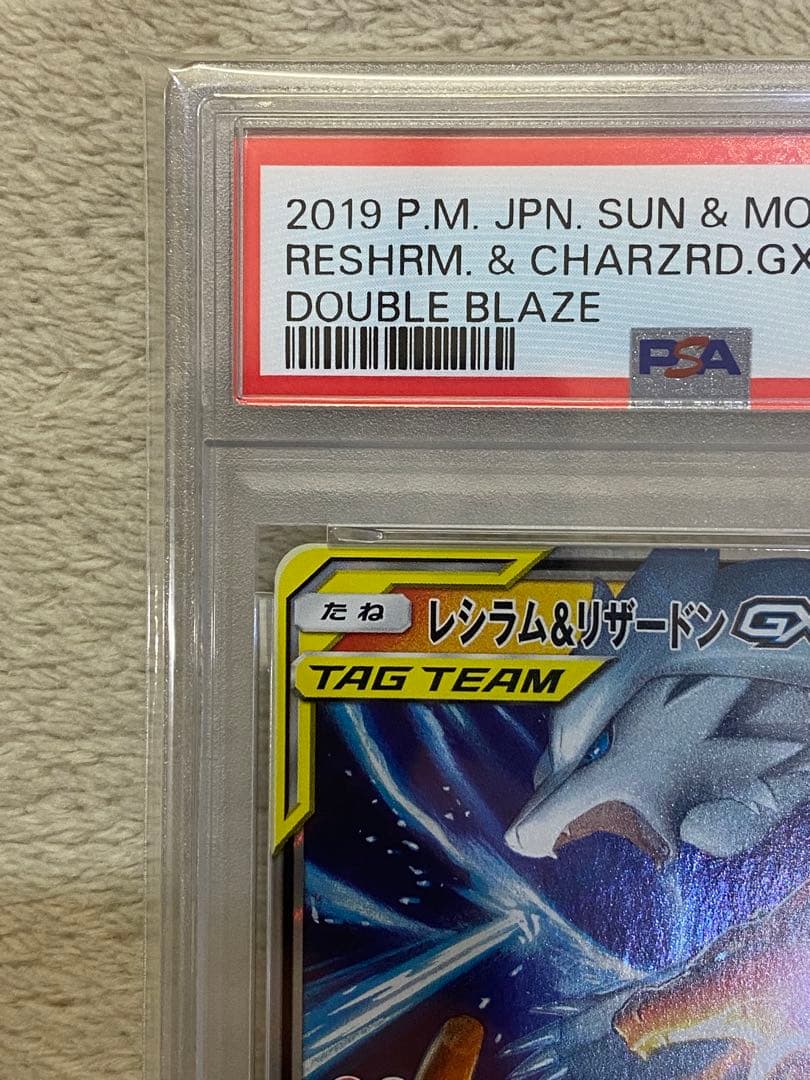 2019 P.M. JPN. SUN & MO
RESHRM. & CHARZRD.GX
DOUBLE BLAZE
PSA
たね レシラム&リザードンGX
TAG TEAM